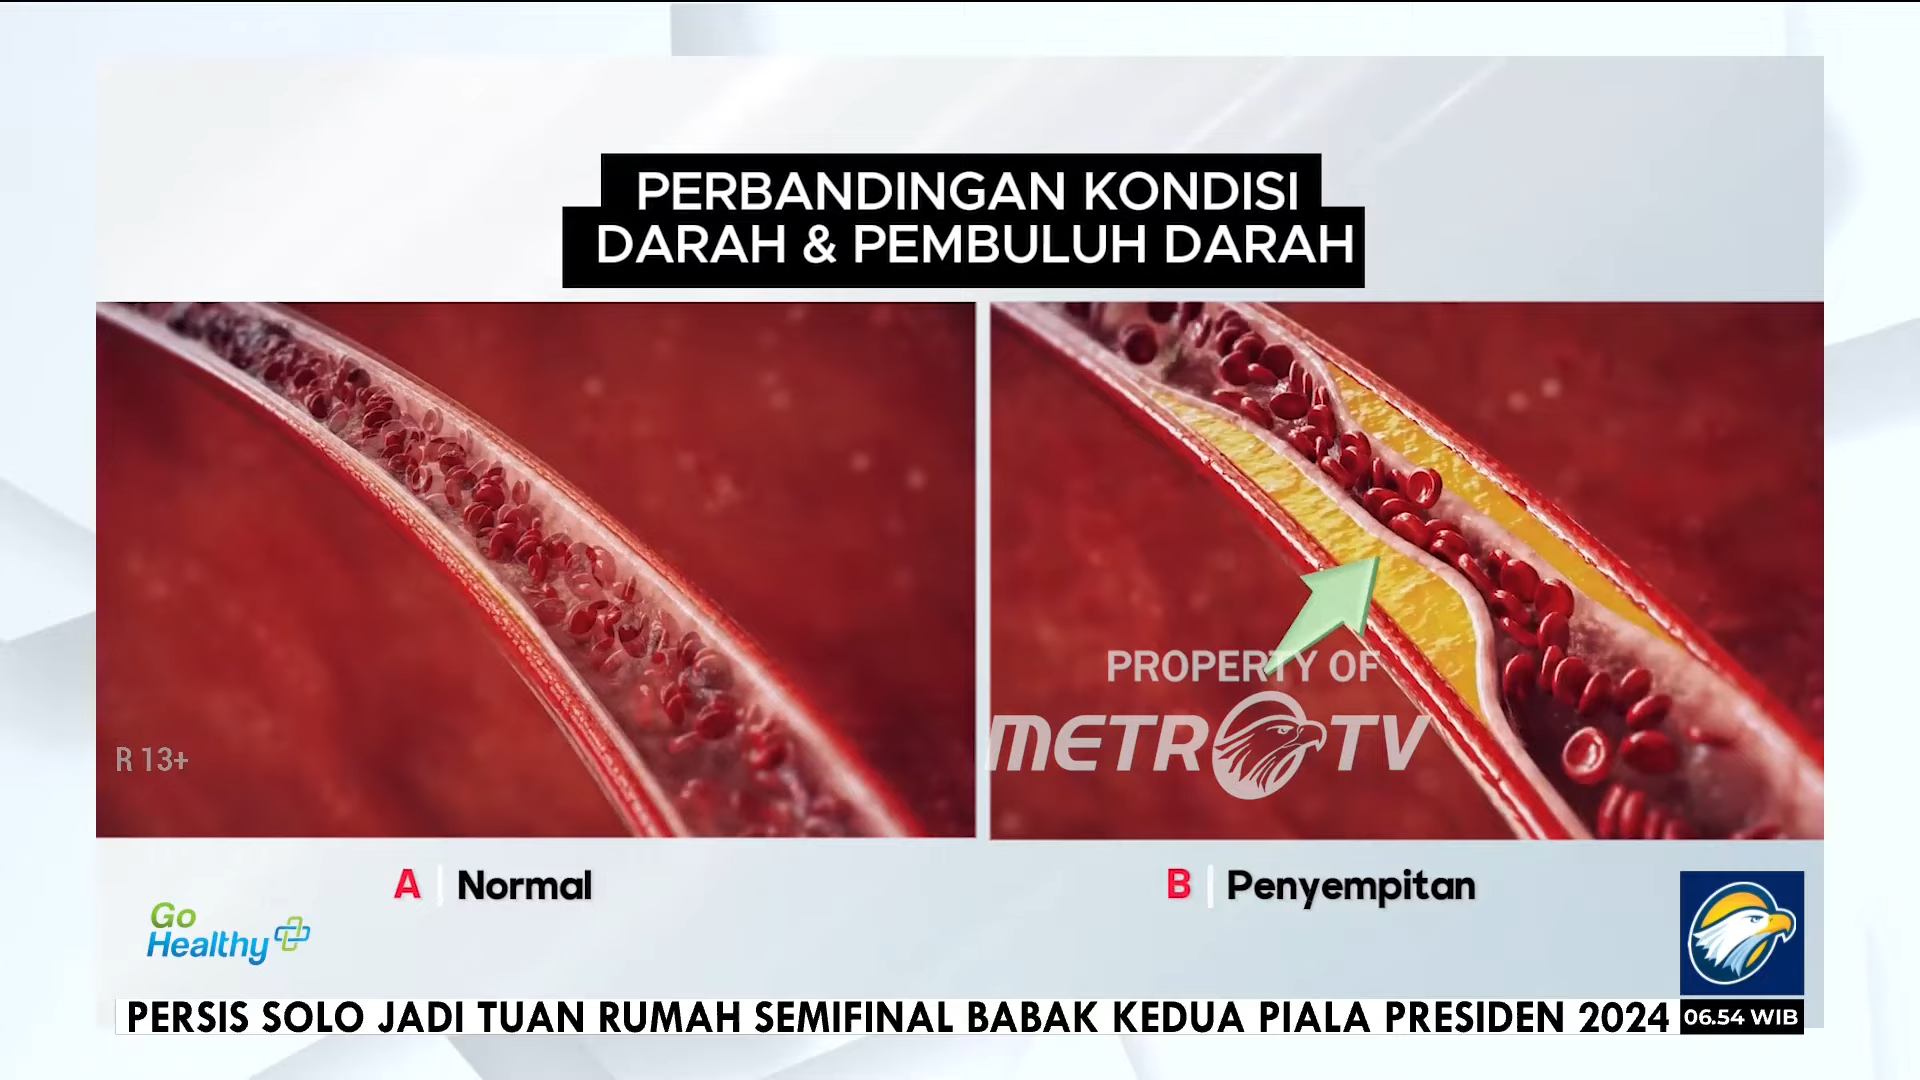 PERBANDINGAN KONDISI
DARAH & PEMBULUH DARAH
PROPERTY OF
METRO TV
R 13+
A | Normal
B | Penyempitan
Go
Healthy
PERSIS SOLO JADI TUAN RUMAH SEMIFINAL BABAK KEDUA PIALA PRESIDEN 2024
06.54 WIB